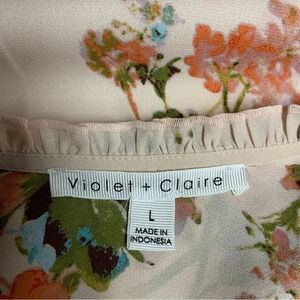 Violet + Claire
L
MADE IN
INDONESIA